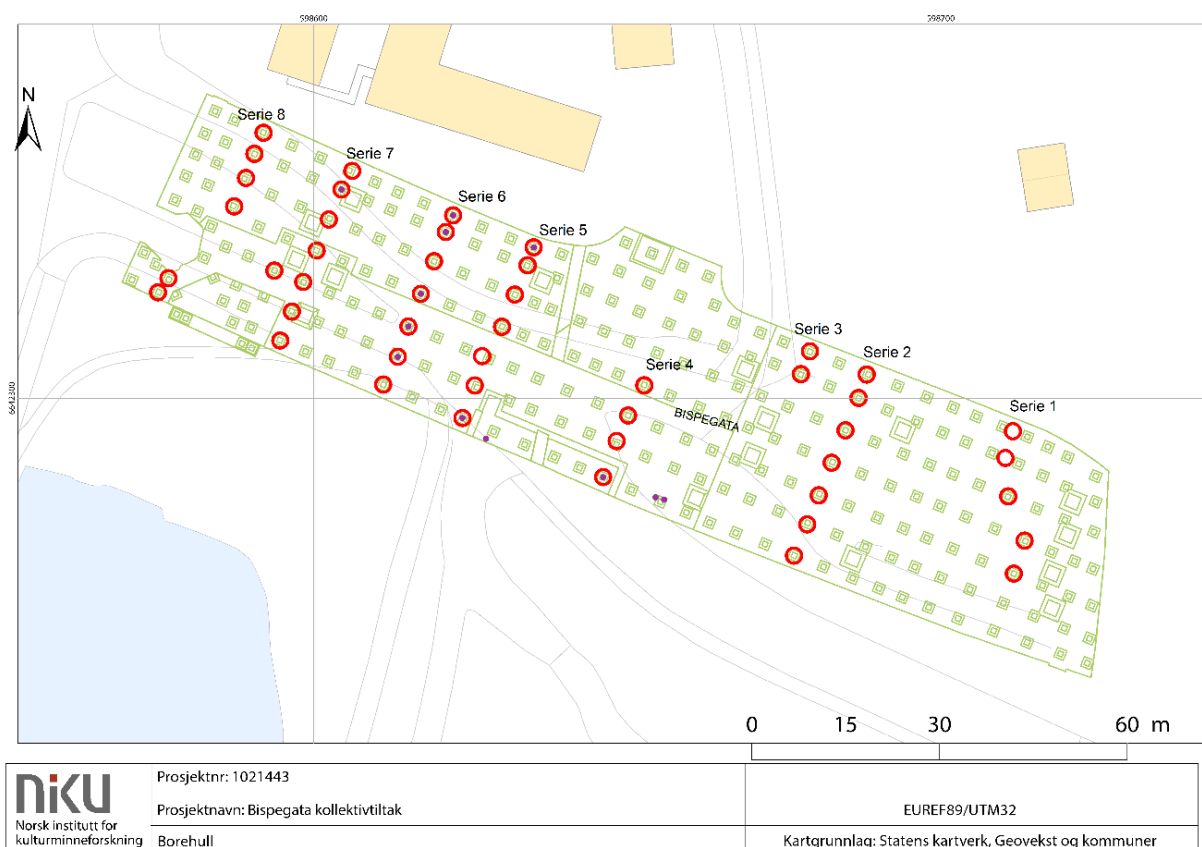 598600
598700
N
Serie 8
Serie 7
Serie 6
Serie 5
Serie 3
Serie 2
Serie 4
Serie 1
6642300
BISPEGATA
0 15 30 60 m
NIKU
Norsk institutt for
kulturminneforskning
Prosjektnr: 1021443
Prosjektnavn: Bispegata kollektivtiltak
Borehull
EUREF89/UTM32
Kartgrunnlag: Statens kartverk, Geovekst og kommuner